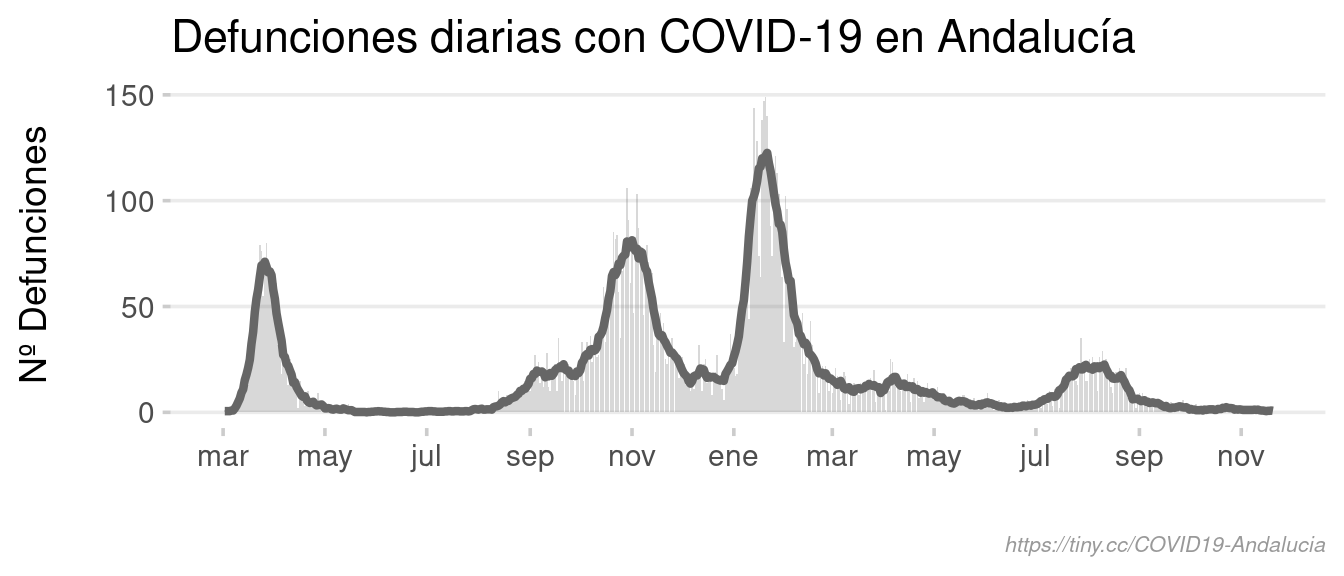 Defunciones diarias con COVID-19 en Andalucía
Nº Defunciones
150
100
50
0
mar may jul sep nov ene mar may jul sep nov
https://tiny.cc/COVID19-Andalucia